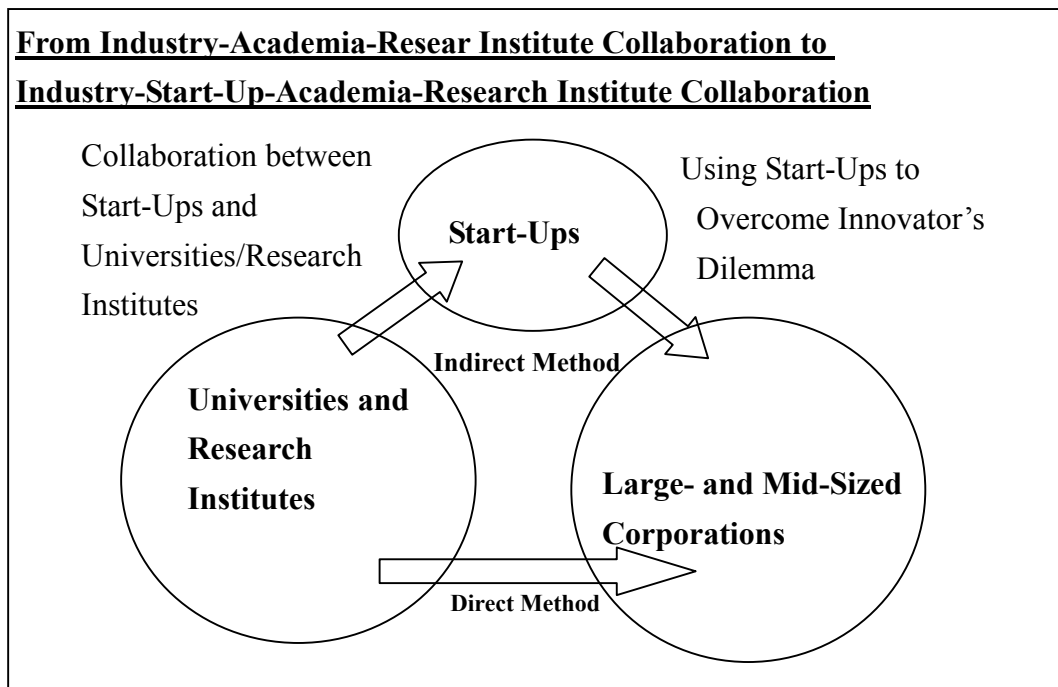 From Industry-Academia-Resear Institute Collaboration to
Industry-Start-Up-Academia-Research Institute Collaboration
Collaboration between
Start-Ups and
Universities/Research
Institutes
Using Start-Ups to
Overcome Innovator’s
Dilemma
Start-Ups
Indirect Method
Universities and
Research
Institutes
Large- and Mid-Sized
Corporations
Direct Method